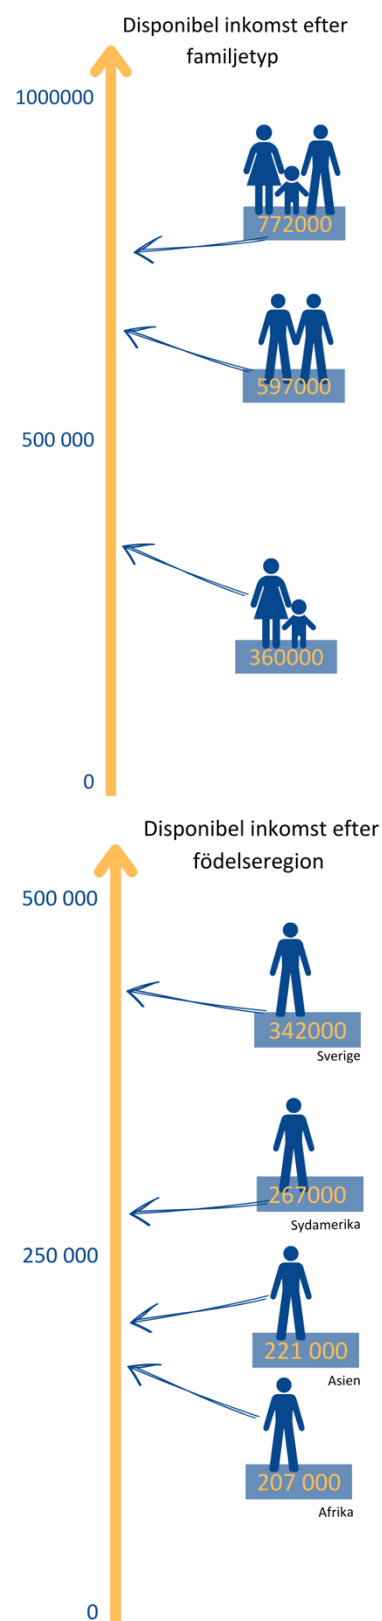 Disponibel inkomst efter
familjetyp
1000000
772000
597000
500 000
360000
0
Disponibel inkomst efter
födelseregion
500 000
342000
Sverige
267000
Sydamerika
250 000
221 000
Asien
207 000
Afrika
0